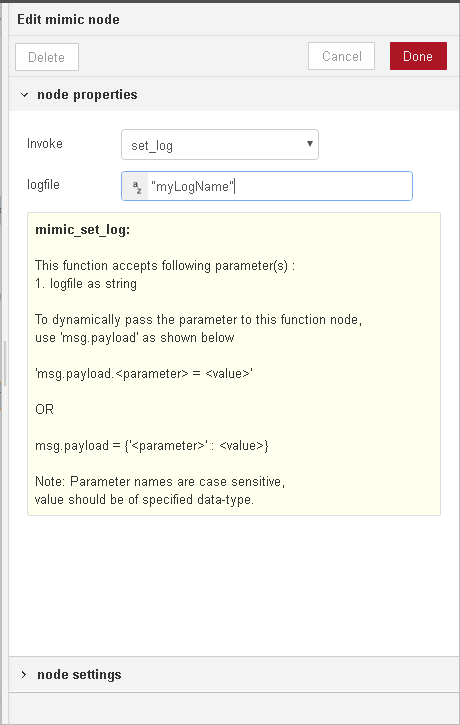 Edit mimic node
Delete
Cancel
Done
node properties
Invoke
set_log
logfile
az
"myLogName"
mimic_set_log:
This function accepts following parameter(s) :
1. logfile as string
To dynamically pass the parameter to this function node,
use 'msg.payload' as shown below
'msg.payload.<parameter> = <value>'
OR
msg.payload = {'<parameter>' : <value>}
Note: Parameter names are case sensitive,
value should be of specified data-type.
node settings